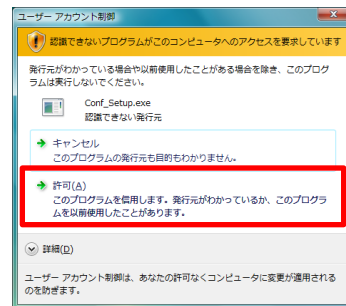 ユーザー アカウント制御
認識できないプログラムがこのコンピュータへのアクセスを要求しています
発行元がわかっている場合や以前使用したことがある場合を除き、このプログ
ラムは実行しないでください。
Conf_Setup.exe
認識できない発行元
キャンセル
このプログラムの発行元も目的もわかりません。
許可(A)
このプログラムを信用します。発行元がわかっているか、このプログラ
ムを以前使用したことがあります。
詳細(D)
ユーザー アカウント制御は、あなたの許可なくコンピュータに変更が適用される
のを防ぎます。